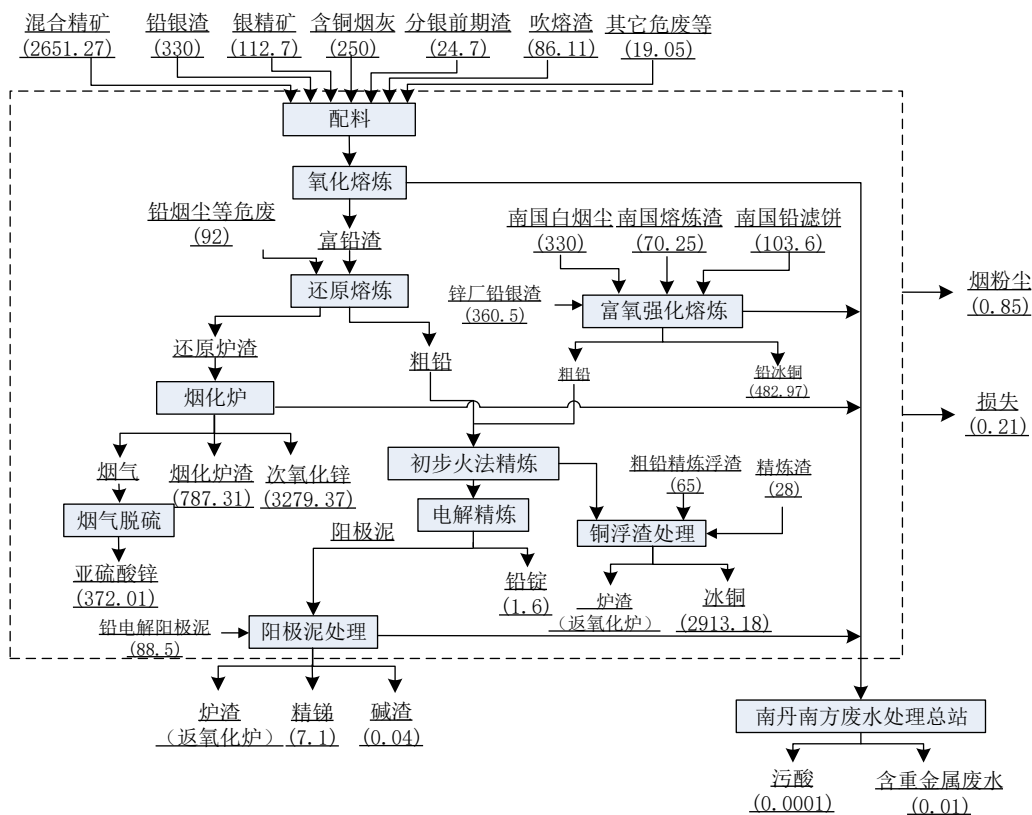 混合精矿
(2651.27)
铅银渣
(330)
银精矿
(112.7)
含铜烟灰
(250)
分银前期渣
(24.7)
吹熔渣
(86.11)
其它危废等
(19.05)
配料
氧化熔炼
铅烟尘等危废
(92)
富铅渣
还原熔炼
南国白烟尘
(330)
南国熔炼渣
(70.25)
南国铅滤饼
(103.6)
锌厂铅银渣
(360.5)
富氧强化熔炼
烟粉尘
(0.85)
还原炉渣
粗铅
粗铅
铅冰铜
(482.97)
烟化炉
损失
(0.21)
烟气
烟化炉渣
(787.31)
次氧化锌
(3279.37)
初步火法精炼
粗铅精炼浮渣
(65)
精炼渣
(28)
烟气脱硫
电解精炼
铜浮渣处理
阳极泥
亚硫酸锌
(372.01)
铅锭
(1.6)
炉渣
(返氧化炉)
冰铜
(2913.18)
铅电解阳极泥
(88.5)
阳极泥处理
炉渣
(返氧化炉)
精锑
(7.1)
碱渣
(0.04)
南丹南方废水处理总站
污酸
(0.0001)
含重金属废水
(0.01)